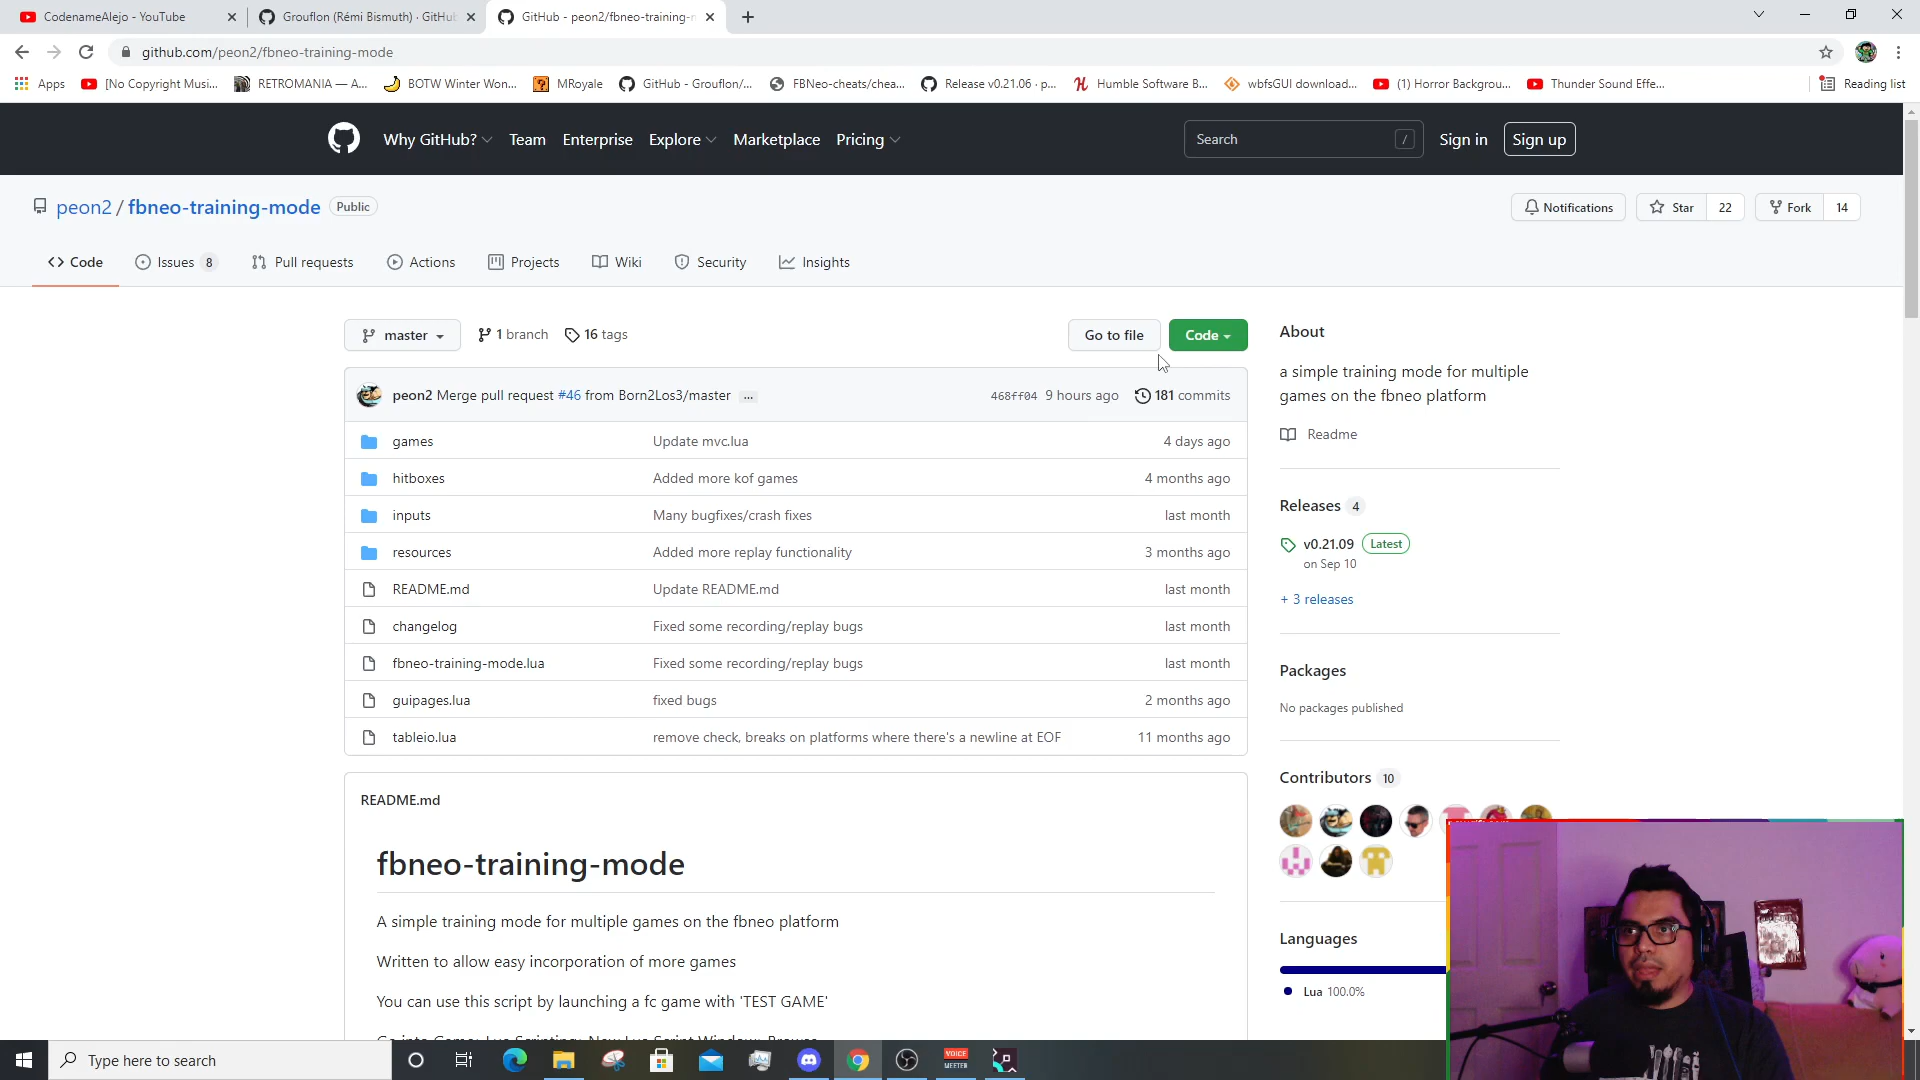 CodenameAlejo - YouTube
Grouflon (Rémi Bismuth) · GitHub
GitHub - peon2/fbneo-training-m
github.com/peon2/fbneo-training-mode
Apps
[No Copyright Musi...
RETROMANIA — A...
BOTW Winter Won...
MRoyale
GitHub - Grouflon/...
FBNeo-cheats/chea...
Release v0.21.06 · p...
Humble Software B...
wbfsGUI download...
(1) Horror Backgrou...
Thunder Sound Effe...
Reading list
Why GitHub?
Team
Enterprise
Explore
Marketplace
Pricing
Search
/
Sign in
Sign up
peon2 / fbneo-training-mode
Public
Notifications
Star 22
Fork 14
Code
Issues 8
Pull requests
Actions
Projects
Wiki
Security
Insights
master
1 branch
16 tags
Go to file
Code
peon2 Merge pull request #46 from Born2Los3/master ...
468ff04 9 hours ago
181 commits
games Update mvc.lua 4 days ago
hitboxes Added more kof games 4 months ago
inputs Many bugfixes/crash fixes last month
resources Added more replay functionality 3 months ago
README.md Update README.md last month
changelog Fixed some recording/replay bugs last month
fbneo-training-mode.lua Fixed some recording/replay bugs last month
guipages.lua fixed bugs 2 months ago
tableio.lua remove check, breaks on platforms where there's a newline at EOF 11 months ago
README.md
fbneo-training-mode
A simple training mode for multiple games on the fbneo platform
Written to allow easy incorporation of more games
You can use this script by launching a fc game with 'TEST GAME'
About
a simple training mode for multiple
games on the fbneo platform
Readme
Releases 4
v0.21.09 Latest
on Sep 10
+ 3 releases
Packages
No packages published
Contributors 10
Languages
Lua 100.0%
Type here to search
VOICE
MEETER